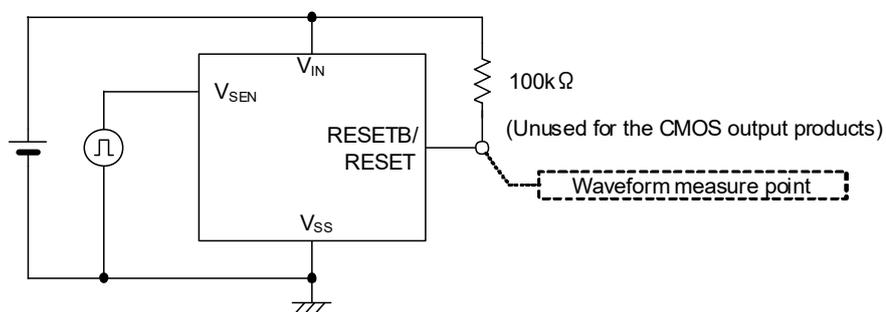 V_IN
V_SEN
100kΩ
(Unused for the CMOS output products)
RESETB/
RESET
Waveform measure point
V_SS